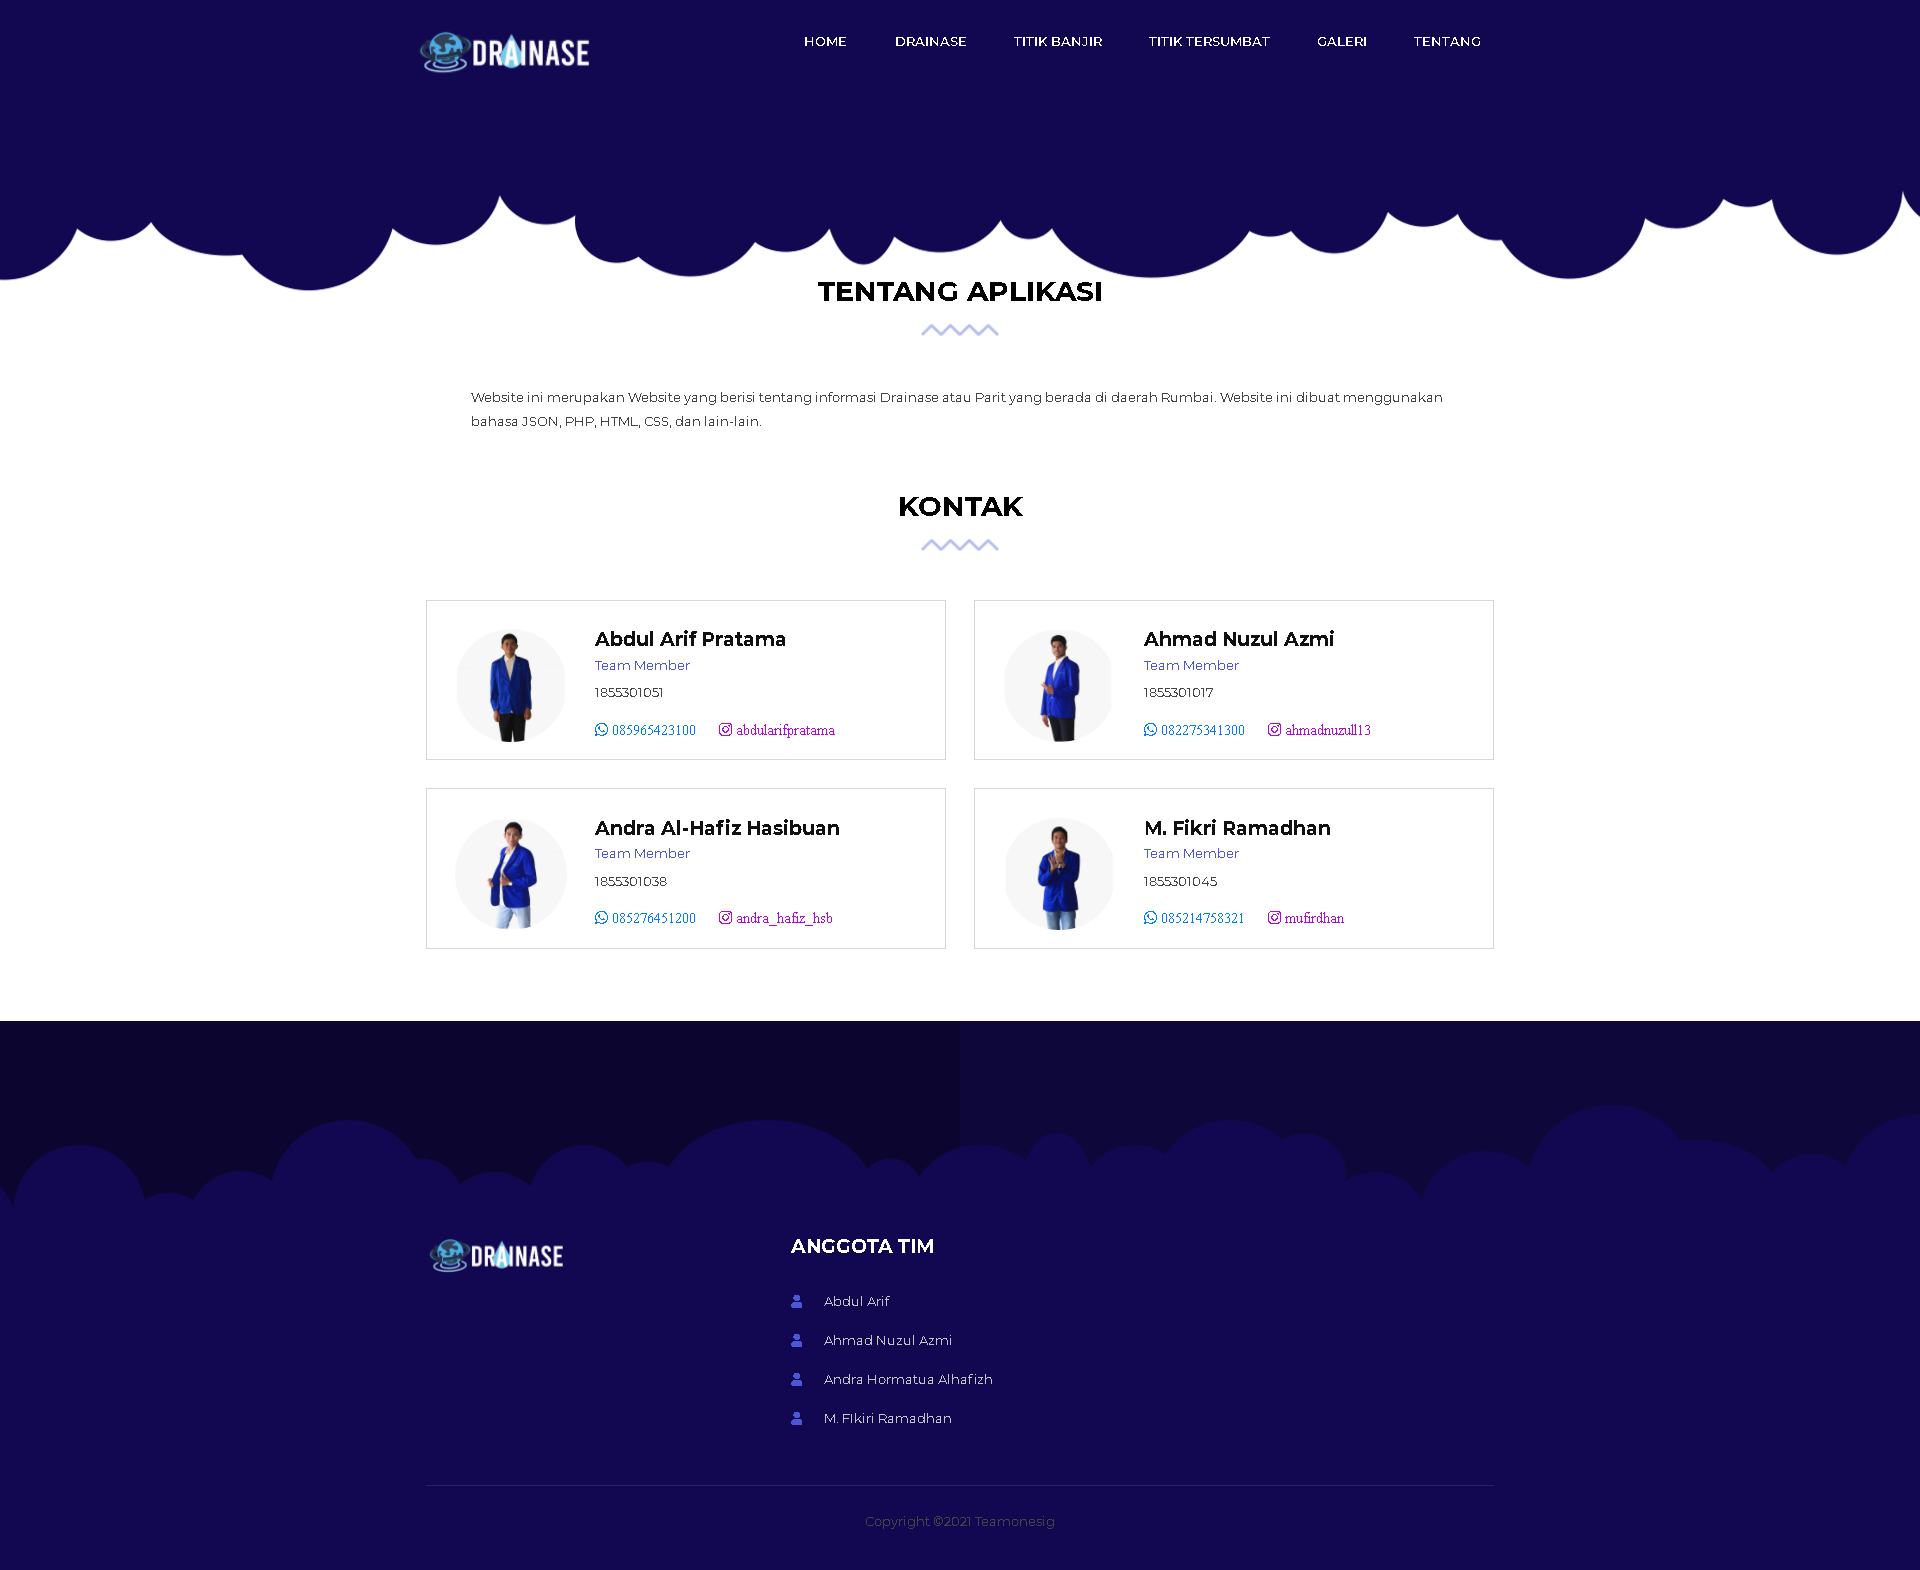 DRAINASE
HOME
DRAINASE
TITIK BANJIR
TITIK TERSUMBAT
GALERI
TENTANG
TENTANG APLIKASI
Website ini merupakan Website yang berisi tentang informasi Drainase atau Parit yang berada di daerah Rumbai. Website ini dibuat menggunakan
bahasa JSON, PHP, HTML, CSS, dan lain-lain.
KONTAK
Abdul Arif Pratama
Team Member
1855301051
085965423100 abdularifpratama
Ahmad Nuzul Azmi
Team Member
1855301017
082275341300 ahmadnuzull13
Andra Al-Hafiz Hasibuan
Team Member
1855301038
085276451200 andra_hafiz_hsb
M. Fikri Ramadhan
Team Member
1855301045
085214758321 mufirdhan
DRAINASE
ANGGOTA TIM
Abdul Arif
Ahmad Nuzul Azmi
Andra Hormatua Alhafizh
M. FIkiri Ramadhan
Copyright ©2021 Teamonesig